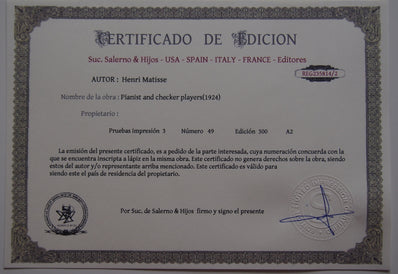 CERTIFICADO DE EDICION
Suc. Salerno & Hijos - USA - SPAIN - ITALY - FRANCE - Editores
REG235814/2
AUTOR : Henri Matisse
Nombre de la obra : Pianist and checker players(1924)
Propietario :
Pruebas impresión 3 Número 49 Edición 300 A2
La emisión del presente certificado, es a pedido de la parte interesada, cuya numeración concuerda con la
que se encuentra inscripta a lápiz en la misma obra. Este certificado no genera derechos sobre la obra, siendo
estos del autor y/o representante arriba mencionado. Este certificado es válido para
siendo este el país de residencia del propietario.
Por Suc. de Salerno & Hijos firmo y signo el presente